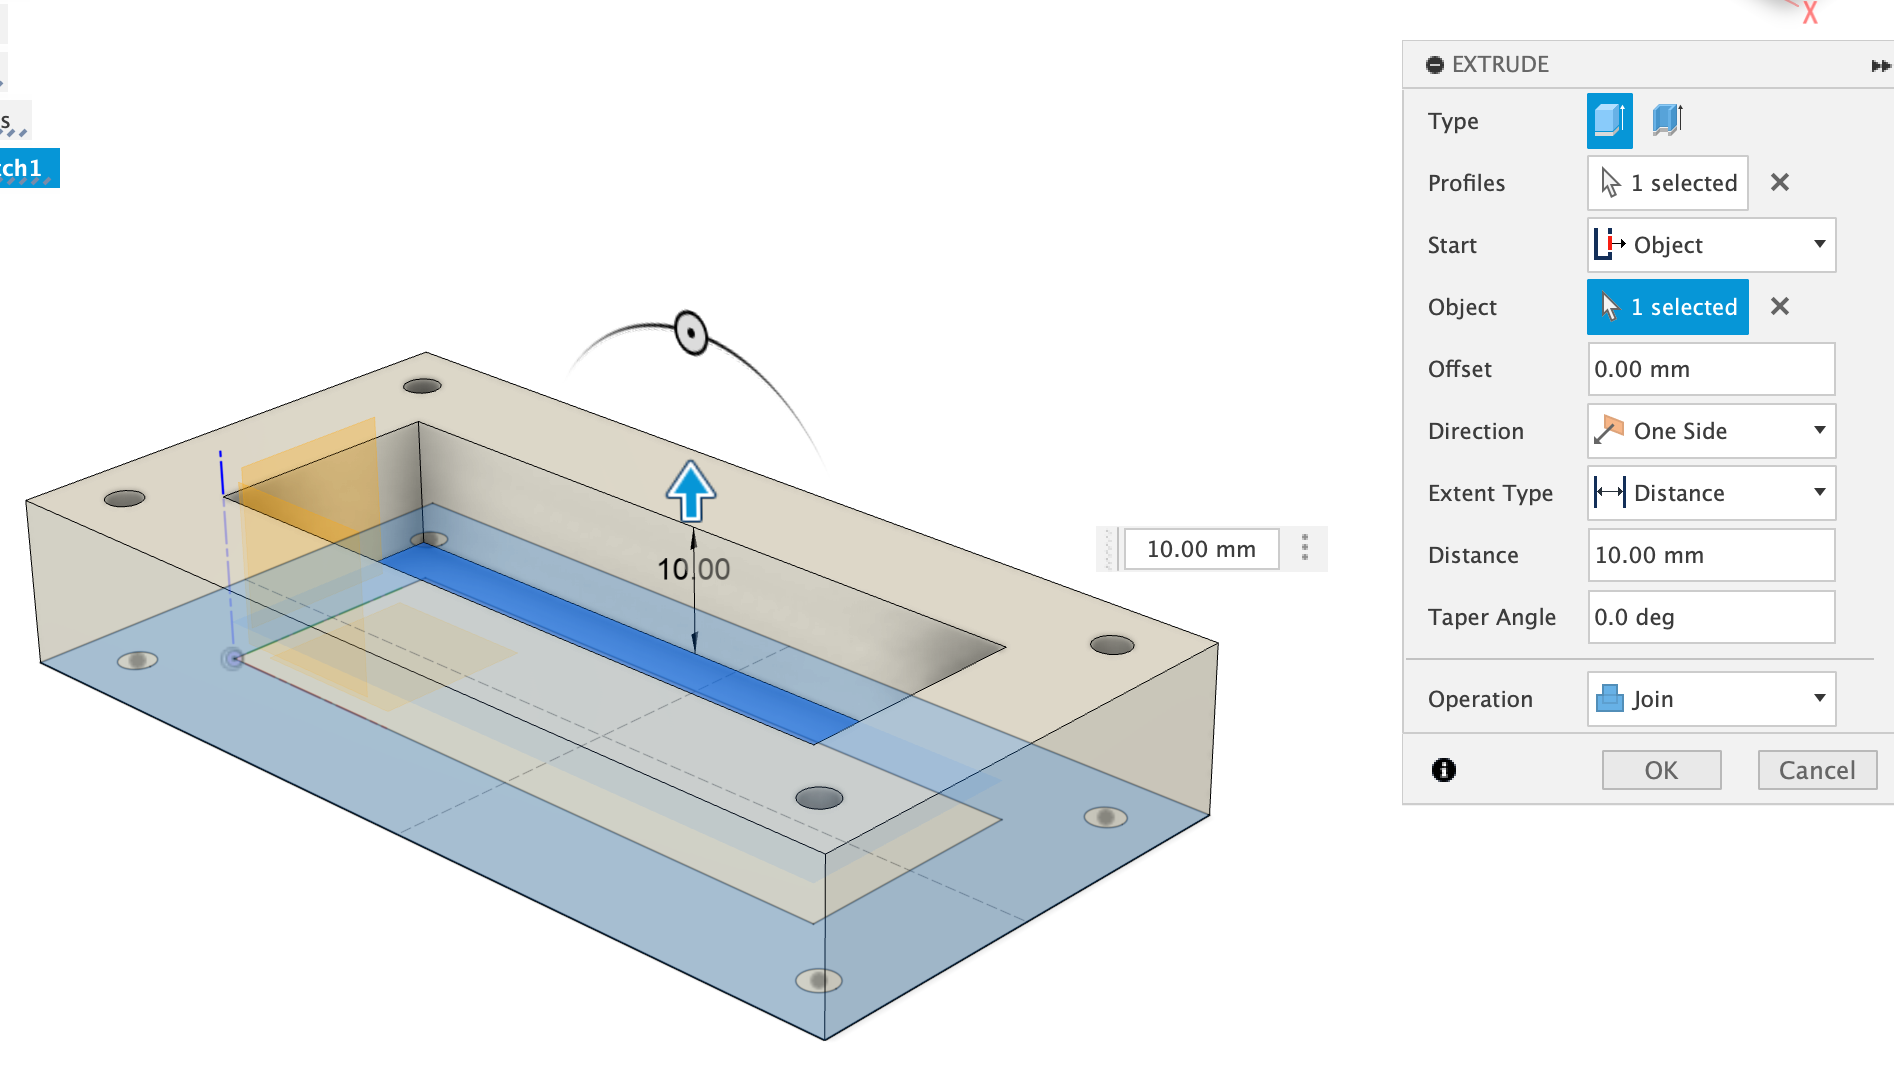 X
EXTRUDE
Type
Profiles
1 selected
Start
Object
Object
1 selected
Offset
0.00 mm
Direction
One Side
Extent Type
Distance
Distance
10.00 mm
Taper Angle
0.0 deg
Operation
Join
OK
Cancel
s
tch1
10.00
10.00 mm